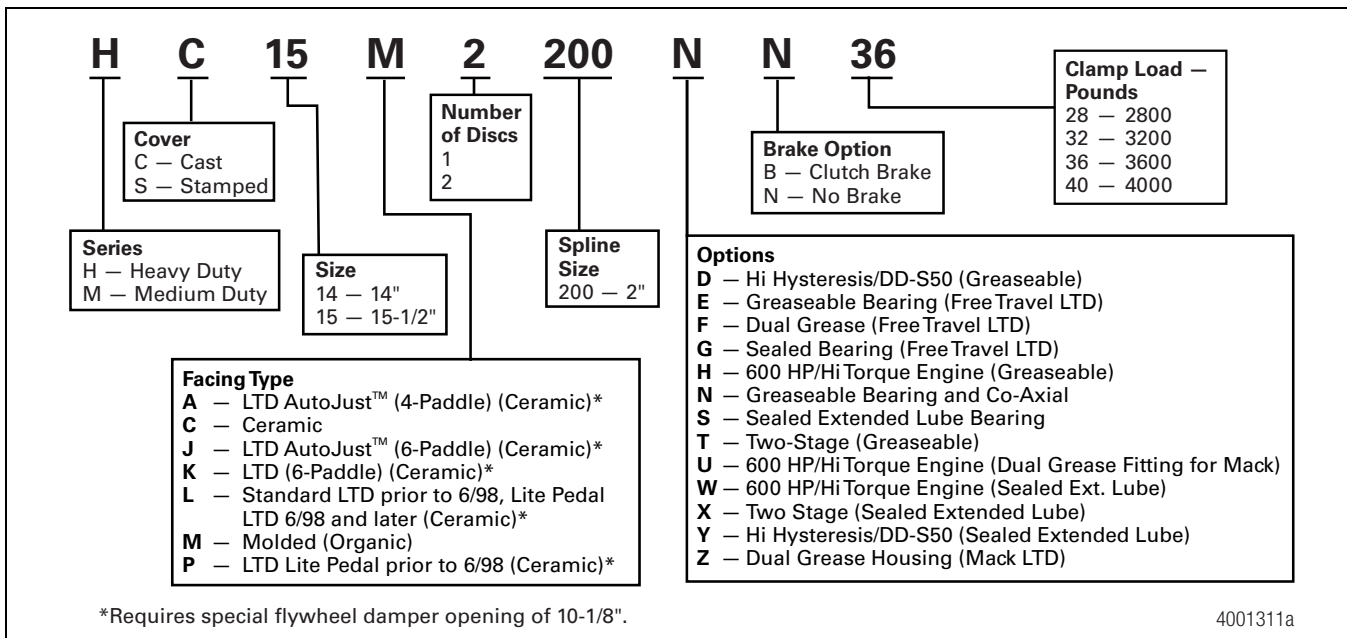 H C 15 M 2 200 N N 36
Cover
C — Cast
S — Stamped
Number
of Discs
1
2
Brake Option
B — Clutch Brake
N — No Brake
Clamp Load —
Pounds
28 — 2800
32 — 3200
36 — 3600
40 — 4000
Series
H — Heavy Duty
M — Medium Duty
Size
14 — 14"
15 — 15-1/2"
Spline
Size
200 — 2"
Options
D — Hi Hysteresis/DD-S50 (Greaseable)
E — Greaseable Bearing (Free Travel LTD)
F — Dual Grease (Free Travel LTD)
G — Sealed Bearing (Free Travel LTD)
H — 600 HP/Hi Torque Engine (Greaseable)
N — Greaseable Bearing and Co-Axial
S — Sealed Extended Lube Bearing
T — Two-Stage (Greaseable)
U — 600 HP/Hi Torque Engine (Dual Grease Fitting for Mack)
W — 600 HP/Hi Torque Engine (Sealed Ext. Lube)
X — Two Stage (Sealed Extended Lube)
Y — Hi Hysteresis/DD-S50 (Sealed Extended Lube)
Z — Dual Grease Housing (Mack LTD)
Facing Type
A — LTD AutoJust™ (4-Paddle) (Ceramic)*
C — Ceramic
J — LTD AutoJust™ (6-Paddle) (Ceramic)*
K — LTD (6-Paddle) (Ceramic)*
L — Standard LTD prior to 6/98, Lite Pedal
LTD 6/98 and later (Ceramic)*
M — Molded (Organic)
P — LTD Lite Pedal prior to 6/98 (Ceramic)*
*Requires special flywheel damper opening of 10-1/8".
4001311a